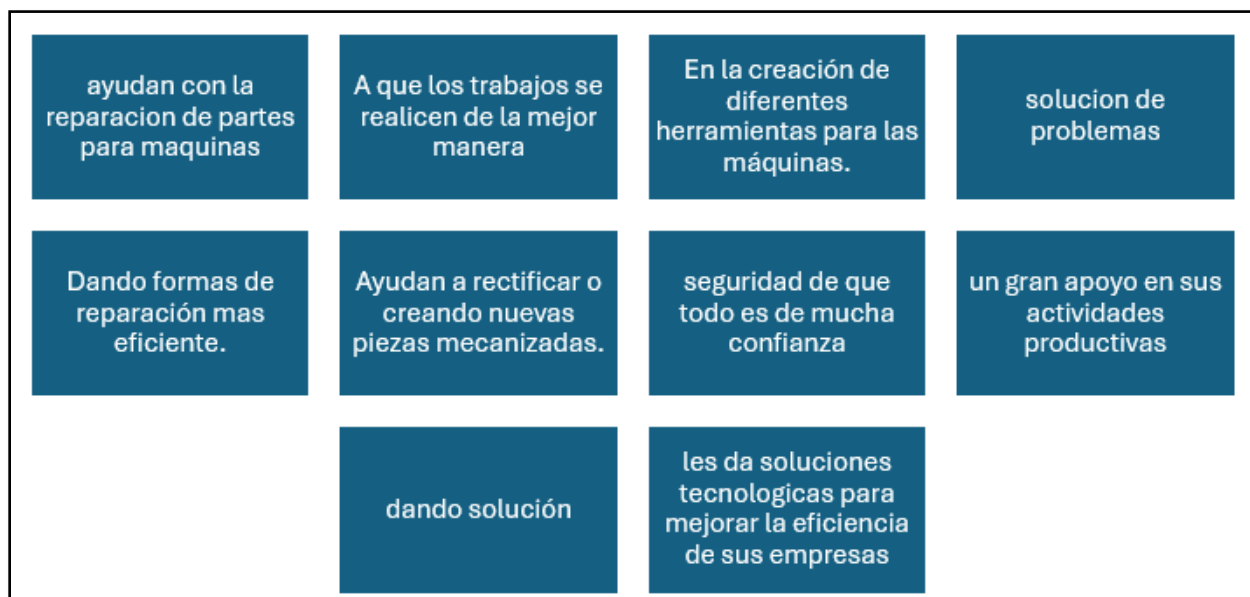 ayudan con la
reparacion de partes
para maquinas
A que los trabajos se
realicen de la mejor
manera
En la creación de
diferentes
herramientas para las
máquinas.
solucion de
problemas
Dando formas de
reparación mas
eficiente.
Ayudan a rectificar o
creando nuevas
piezas mecanizadas.
seguridad de que
todo es de mucha
confianza
un gran apoyo en sus
actividades
productivas
dando solución
les da soluciones
tecnologicas para
mejorar la eficiencia
de sus empresas